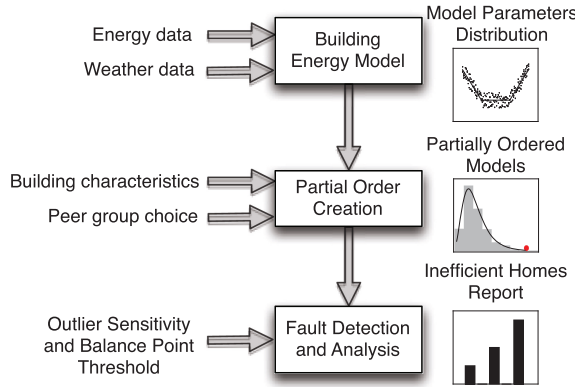 Energy data
Weather data
Building
Energy Model
Model Parameters
Distribution
Building characteristics
Peer group choice
Partial Order
Creation
Partially Ordered
Models
Outlier Sensitivity
and Balance Point
Threshold
Fault Detection
and Analysis
Inefficient Homes
Report